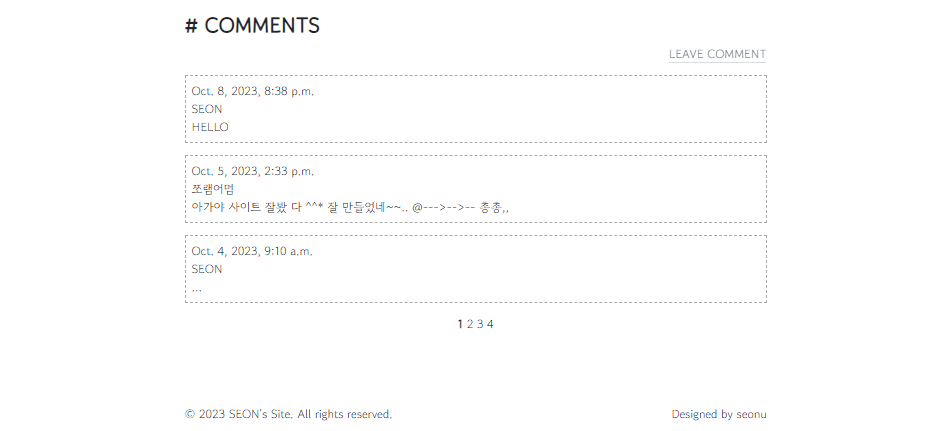 # COMMENTS
LEAVE COMMENT
Oct. 8, 2023, 8:38 p.m.
SEON
HELLO
Oct. 5, 2023, 2:33 p.m.
쪼램어멈
아가야 사이트 잘봤 다 ^^* 잘 만들었네~~.. @--->-->-- 총총,,
Oct. 4, 2023, 9:10 a.m.
SEON
...
1 2 3 4
© 2023 SEON's Site. All rights reserved.
Designed by seonu